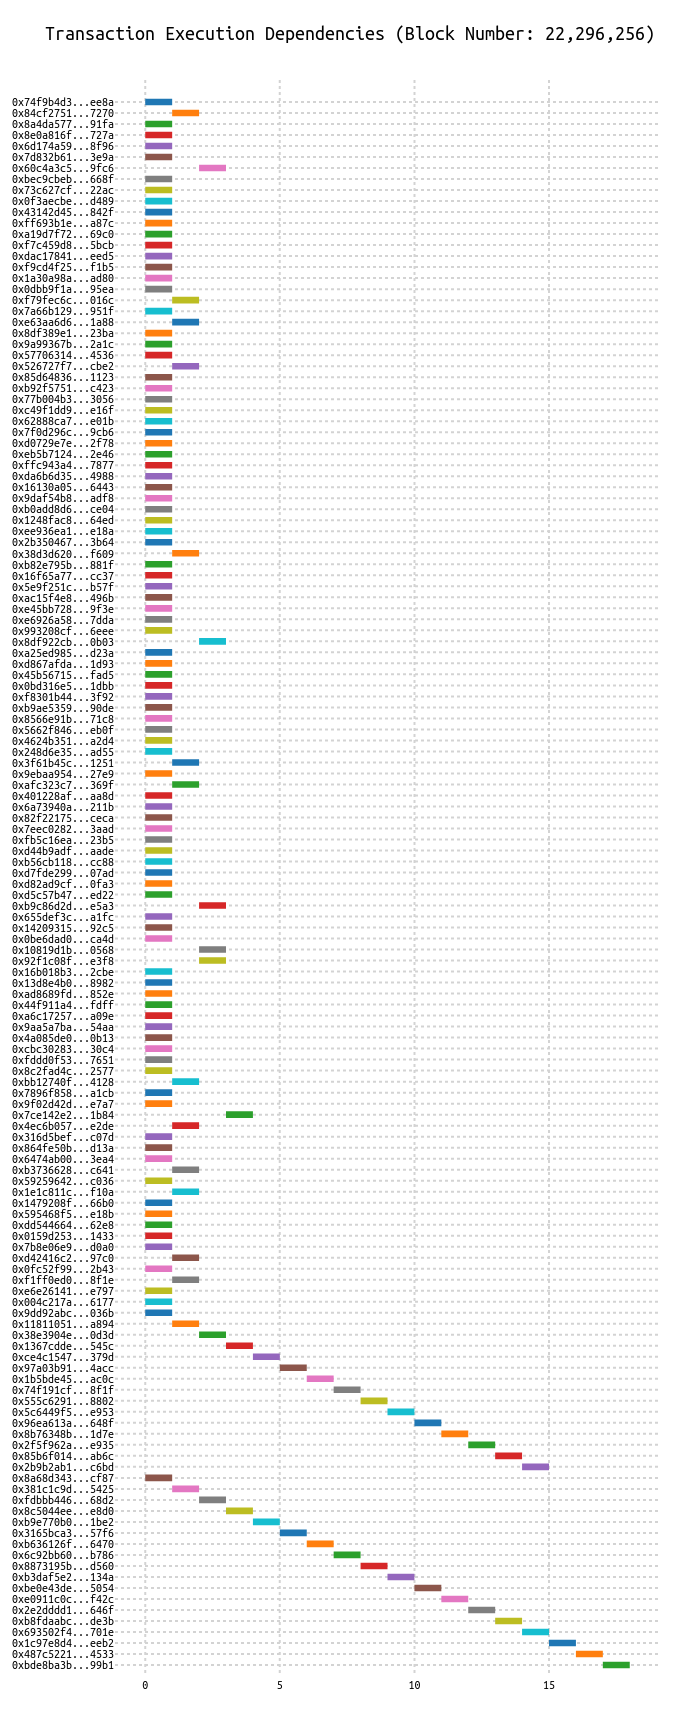 Transaction Execution Dependencies (Block Number: 22,296,256)
0x74f9b4d3...ee8a
0x84cf2751...7270
0x8a4da577...91fa
0x8e0a816f...727a
0x6d174a59...8f96
0x7d832b61...3e9a
0x60c4a3c5...9fc6
0xbec9cbeb...668f
0x73c627cf...22ac
0x0f3aecbe...d489
0x43142d45...842f
0xff693b1e...a87c
0xa19d7f72...69c0
0xf7c459d8...5bcb
0xdac17841...eed5
0xf9cd4f25...f1b5
0x1a30a98a...ad80
0x0dbb9f1a...95ea
0xf79fec6c...016c
0x7a66b129...951f
0xe63aa6d6...1a88
0x8df389e1...23ba
0x9a99367b...2a1c
0x57706314...4536
0x526727f7...cbe2
0x85d64836...1123
0xb92f5751...c423
0x77b004b3...3056
0xc49f1dd9...e16f
0x62888ca7...e01b
0x7f0d296c...9cb6
0xd0729e7e...2f78
0xeb5b7124...2e46
0xffc943a4...7877
0xda6b6d35...4988
0x16130a05...6443
0x9daf54b8...adf8
0xb0add8d6...ce04
0x1248fac8...64ed
0xee936ea1...e18a
0x2b350467...3b64
0x38d3d620...f609
0xb82e795b...881f
0x16f65a77...cc37
0x5e9f251c...b57f
0xac15f4e8...496b
0xe45bb728...9f3e
0xe6926a58...7dda
0x993208cf...6eee
0x8df922cb...0b03
0xa25ed985...d23a
0xd867afda...1d93
0x45b56715...fad5
0x0bd316e5...1dbb
0xf8301b44...3f92
0xb9ae5359...90de
0x8566e91b...71c8
0x5662f846...eb0f
0x4624b351...a2d4
0x248d6e35...ad55
0x3f61b45c...1251
0x9ebaa954...27e9
0xafc323c7...369f
0x401228af...aa8d
0x6a73940a...211b
0x82f22175...ceca
0x7eec0282...3aad
0xfb5c16ea...23b5
0xd44b9adf...aade
0xb56cb118...cc88
0xd7fde299...07ad
0xd82ad9cf...0fa3
0xd5c57b47...ed22
0xb9c86d2d...e5a3
0x655def3c...a1fc
0x14209315...92c5
0x0be6dad0...ca4d
0x10819d1b...0568
0x92f1c08f...e3f8
0x16b018b3...2cbe
0x13d8e4b0...8982
0xad8689fd...852e
0x44f911a4...fdff
0xa6c17257...a09e
0x9aa5a7ba...54aa
0x4a085de0...0b13
0xcbc30283...30c4
0xfddd0f53...7651
0x8c2fad4c...2577
0xbb12740f...4128
0x7896f858...a1cb
0x9f02d42d...e7a7
0x7ce142e2...1b84
0x4ec6b057...e2de
0x316d5bef...c07d
0x864fe50b...d13a
0x6474ab00...3ea4
0xb3736628...c641
0x59259642...c036
0x1e1c811c...f10a
0x1479208f...66b0
0x595468f5...e18b
0xdd544664...62e8
0x0159d253...1433
0x7b8e06e9...d0a0
0xd42416c2...97c0
0x0fc52f99...2b43
0xf1ff0ed0...8f1e
0xe6e26141...e797
0x004c217a...6177
0x9dd92abc...036b
0x11811051...a894
0x38e3904e...0d3d
0x1367cdde...545c
0xce4c1547...379d
0x97a03b91...4acc
0x1b5bde45...ac0c
0x74f191cf...8f1f
0x555c6291...8802
0x5c6449f5...e953
0x96ea613a...648f
0x8b76348b...1d7e
0x2f5f962a...e935
0x85b6f014...ab6c
0x2b9b2ab1...c6bd
0x8a68d343...cf87
0x381c1c9d...5425
0xfdbbb446...68d2
0x8c5044ee...e8d0
0xb9e770b0...1be2
0x3165bca3...57f6
0xb636126f...6470
0x6c92bb60...b786
0x8873195b...d560
0xb3daf5e2...134a
0xbe0e43de...5054
0xe0911c0c...f42c
0x2e2dddd1...646f
0xb8fdaabc...de3b
0x693502f4...701e
0x1c97e8d4...eeb2
0x487c5221...4533
0xbde8ba3b...99b1
0 5 10 15